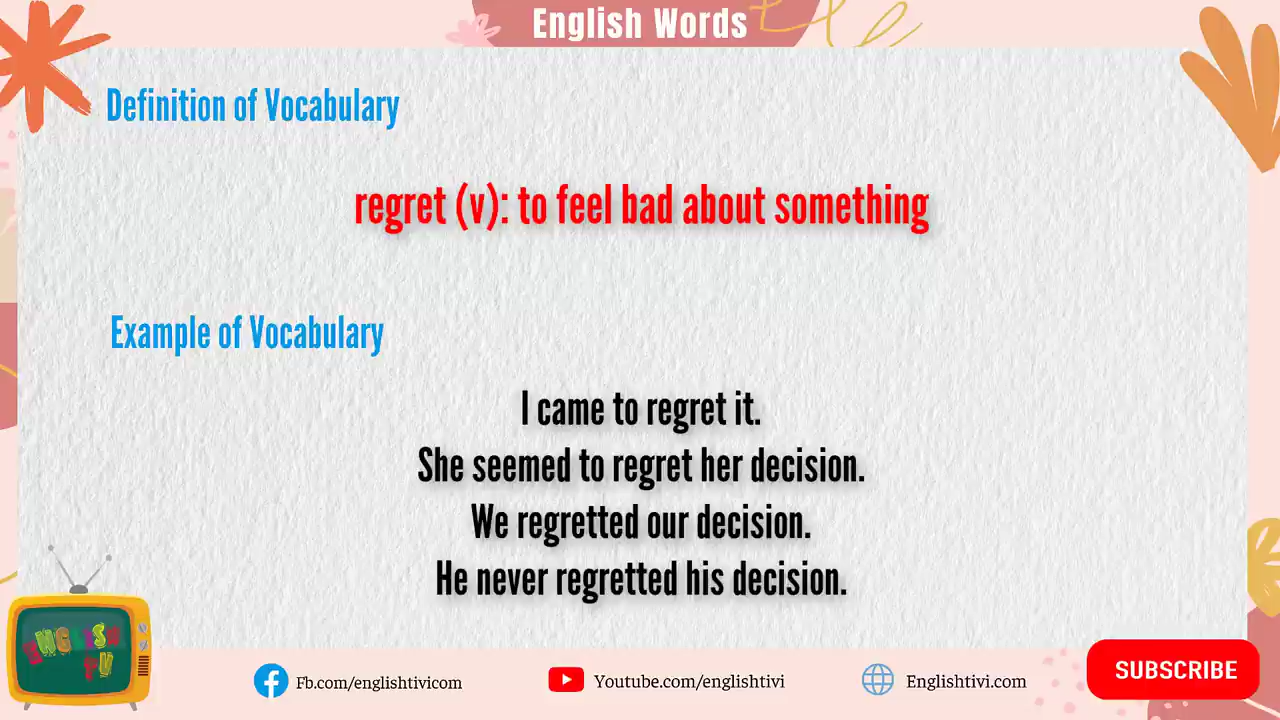 English Words
Definition of Vocabulary
regret (v): to feel bad about something
Example of Vocabulary
I came to regret it.
She seemed to regret her decision.
We regretted our decision.
He never regretted his decision.
ENGLISH
TV
Fb.com/englishtivicom
Youtube.com/englishtivi
Englishtivi.com
SUBSCRIBE